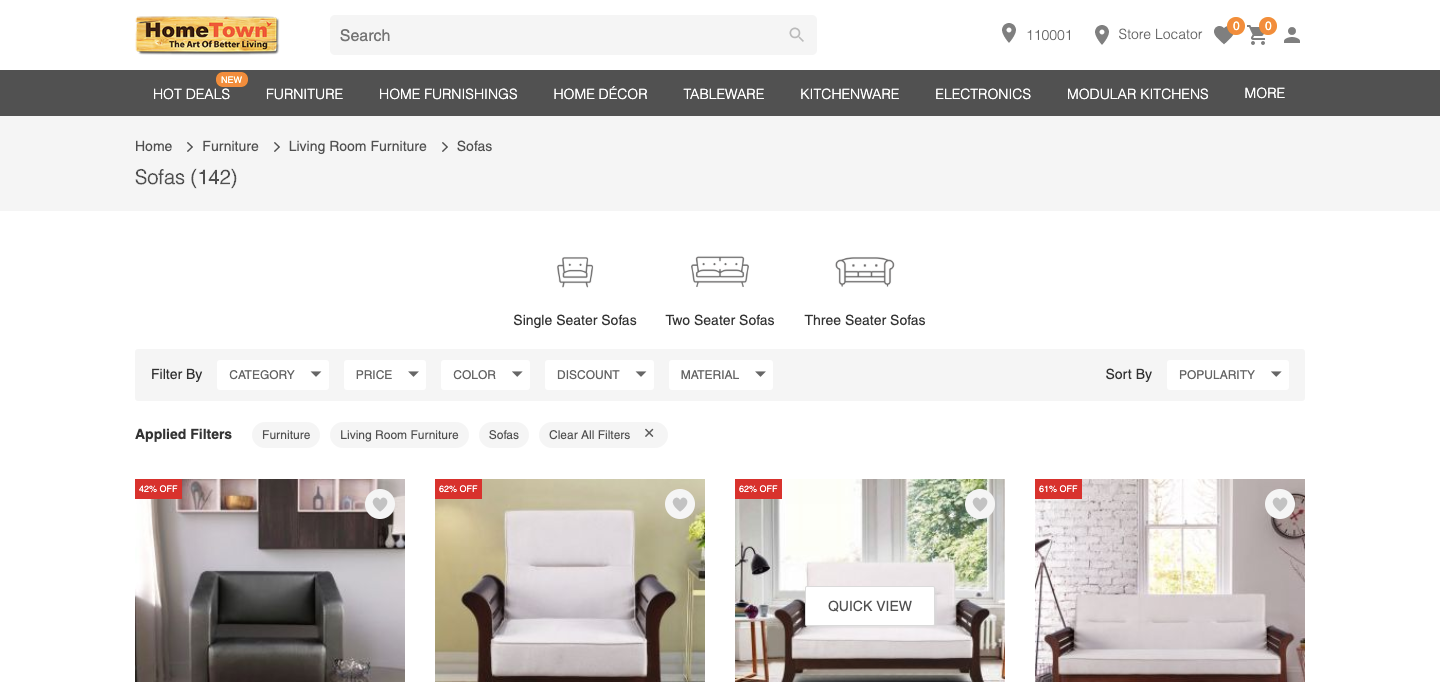 HomeTown
The Art Of Better Living
Search
110001
Store Locator
0
0
NEW
HOT DEALS FURNITURE HOME FURNISHINGS HOME DÉCOR TABLEWARE KITCHENWARE ELECTRONICS MODULAR KITCHENS MORE
Home Furniture Living Room Furniture Sofas
Sofas (142)
Single Seater Sofas Two Seater Sofas Three Seater Sofas
Filter By CATEGORY PRICE COLOR DISCOUNT MATERIAL Sort By POPULARITY
Applied Filters Furniture Living Room Furniture Sofas Clear All Filters ✕
42% OFF 62% OFF 62% OFF 61% OFF
QUICK VIEW